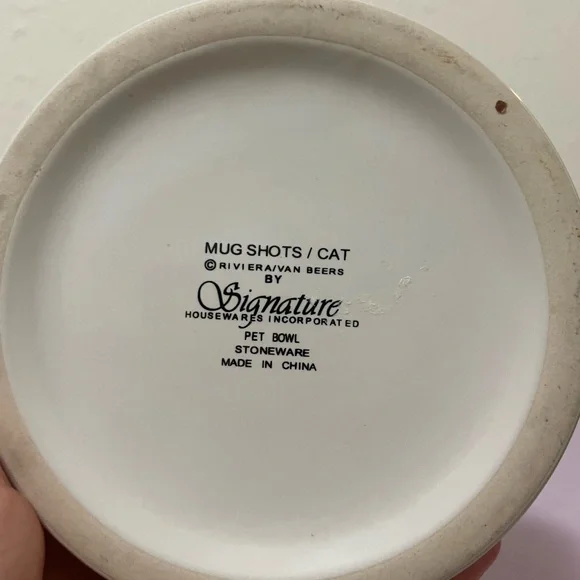 MUG SHOTS / CAT
© RIVIERA/VAN BEERS
BY
Signature
HOUSEWARES INCORPORATED
PET BOWL
STONEWARE
MADE IN CHINA